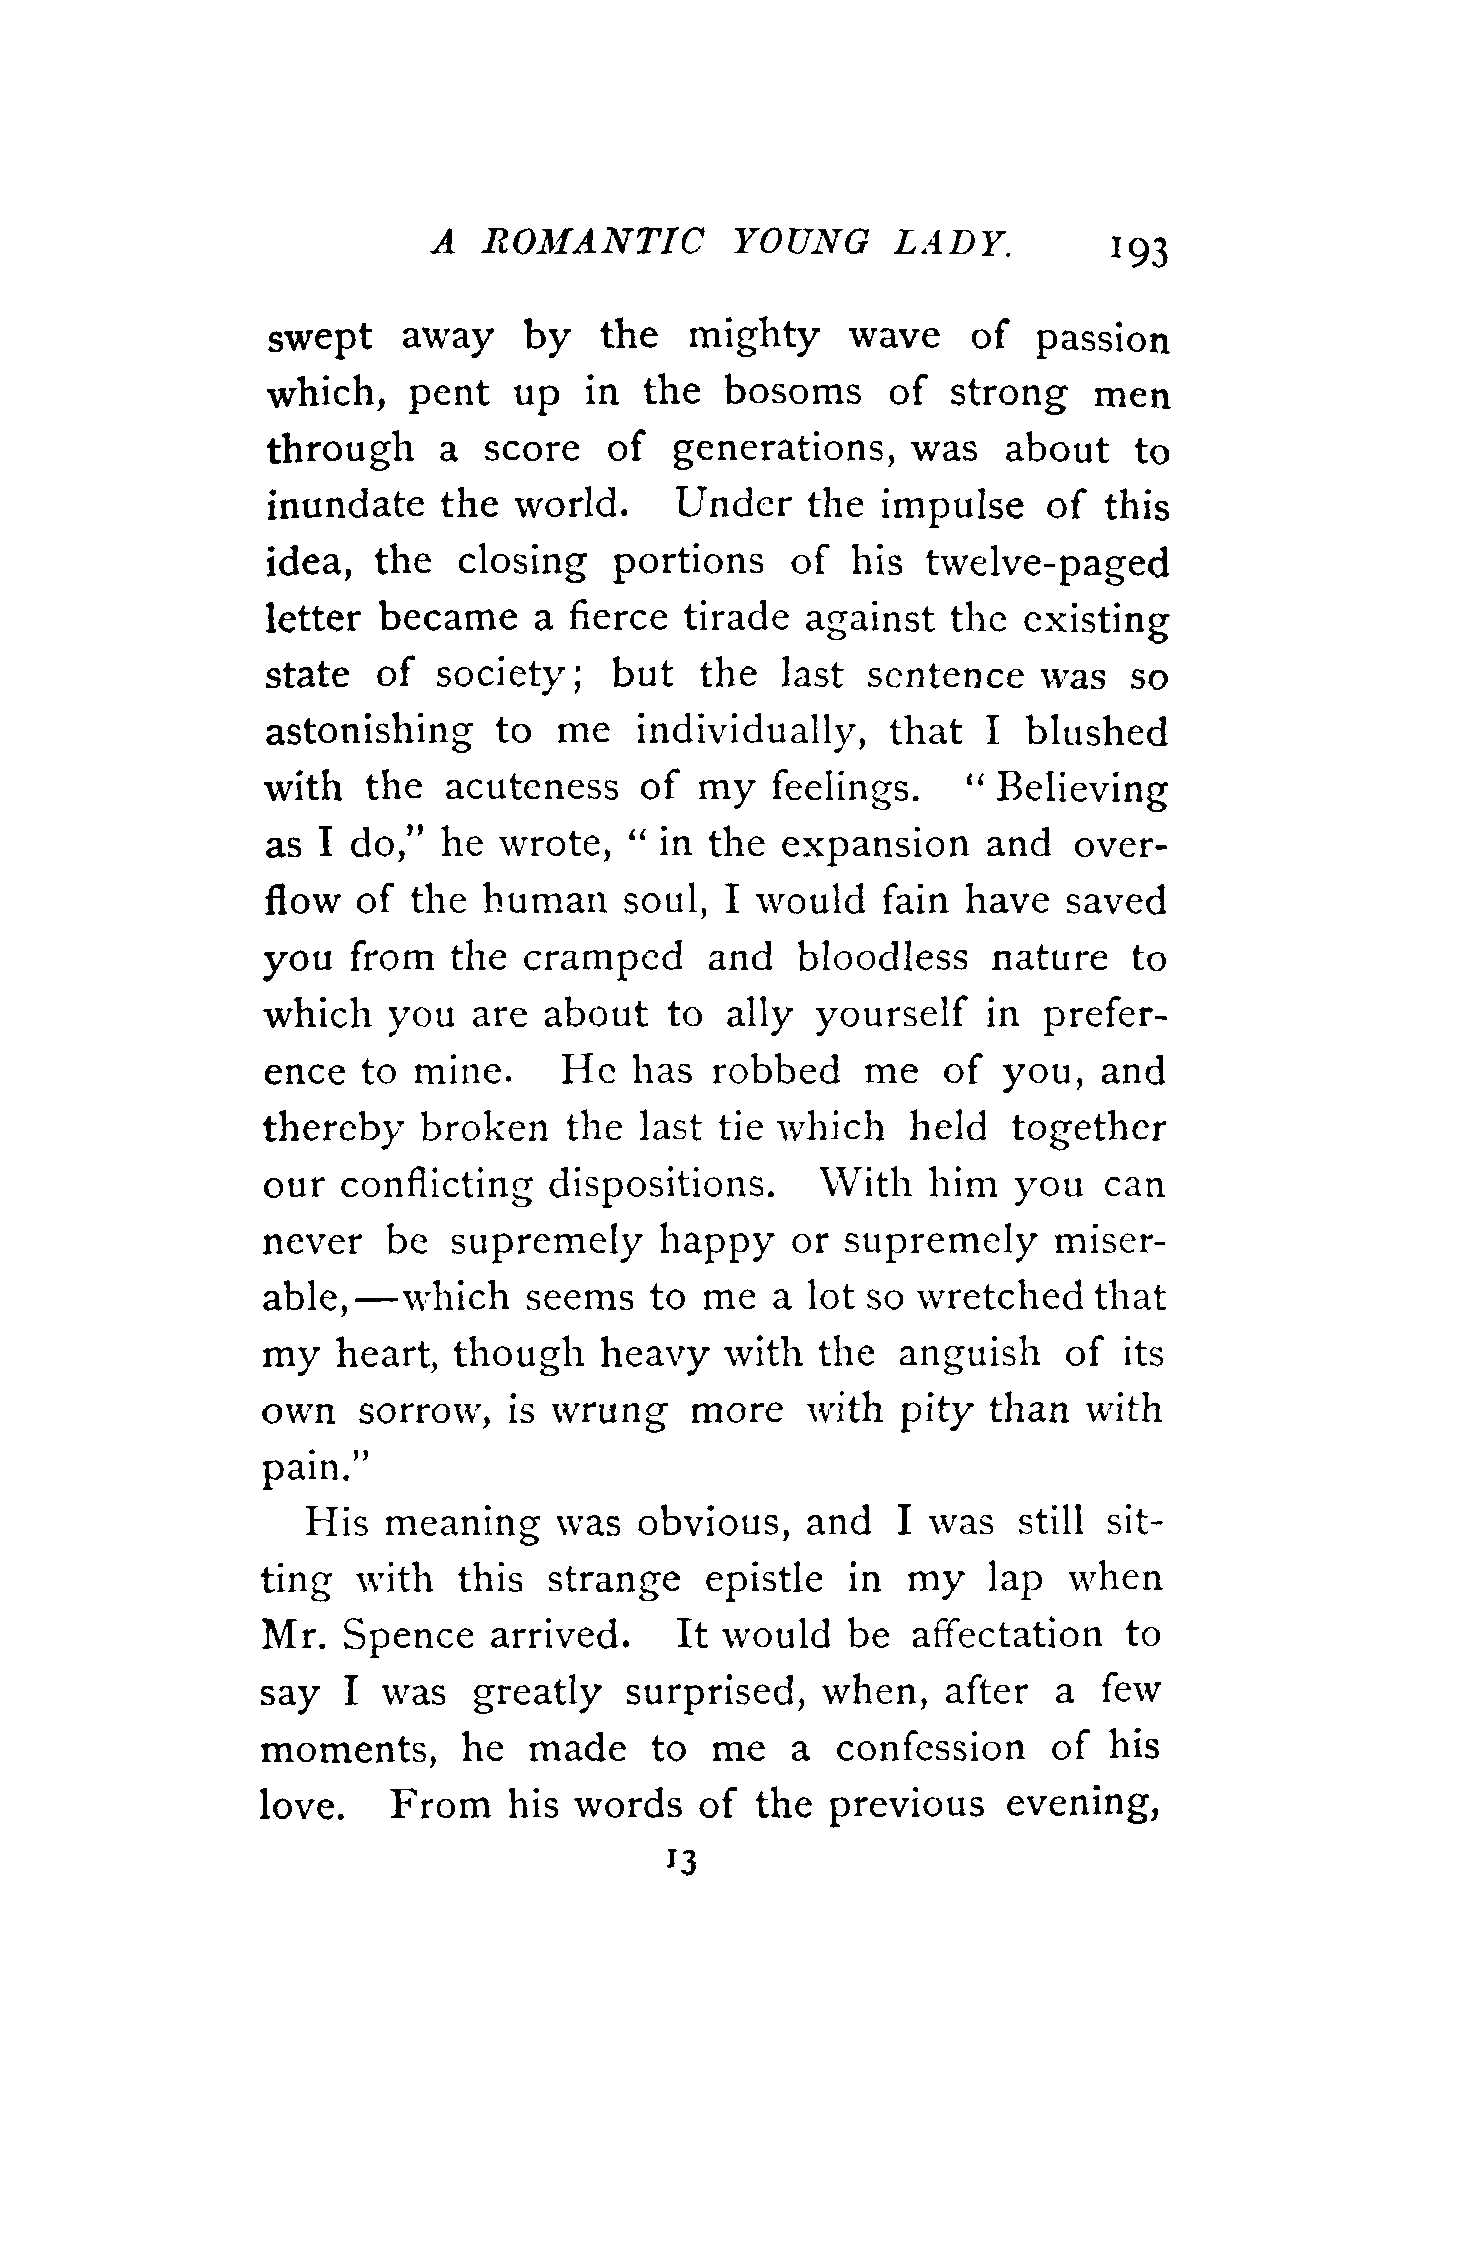 A ROMANTIC YOUNG LADY. 193
swept away by the mighty wave of passion
which, pent up in the bosoms of strong men
through a score of generations, was about to
inundate the world. Under the impulse of this
idea, the closing portions of his twelve-paged
letter became a fierce tirade against the existing
state of society; but the last sentence was so
astonishing to me individually, that I blushed
with the acuteness of my feelings. "Believing
as I do," he wrote, "in the expansion and over-
flow of the human soul, I would fain have saved
you from the cramped and bloodless nature to
which you are about to ally yourself in prefer-
ence to mine. He has robbed me of you, and
thereby broken the last tie which held together
our conflicting dispositions. With him you can
never be supremely happy or supremely miser-
able,—which seems to me a lot so wretched that
my heart, though heavy with the anguish of its
own sorrow, is wrung more with pity than with
pain."
His meaning was obvious, and I was still sit-
ting with this strange epistle in my lap when
Mr. Spence arrived. It would be affectation to
say I was greatly surprised, when, after a few
moments, he made to me a confession of his
love. From his words of the previous evening,
13